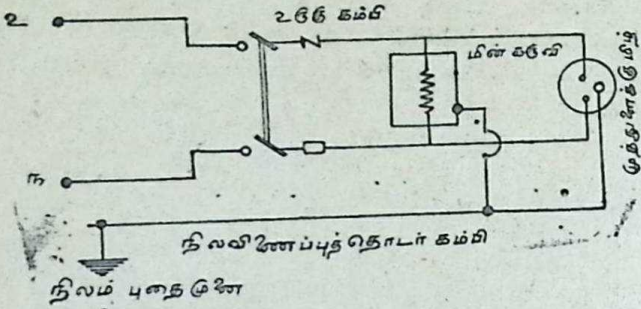 உ
உருகு கம்பி
மின் கருவி
முத்துளைக்குமிழ்
ந
நிலவிணைப்புத்தொடர் கம்பி
நிலம் புதைமுனை